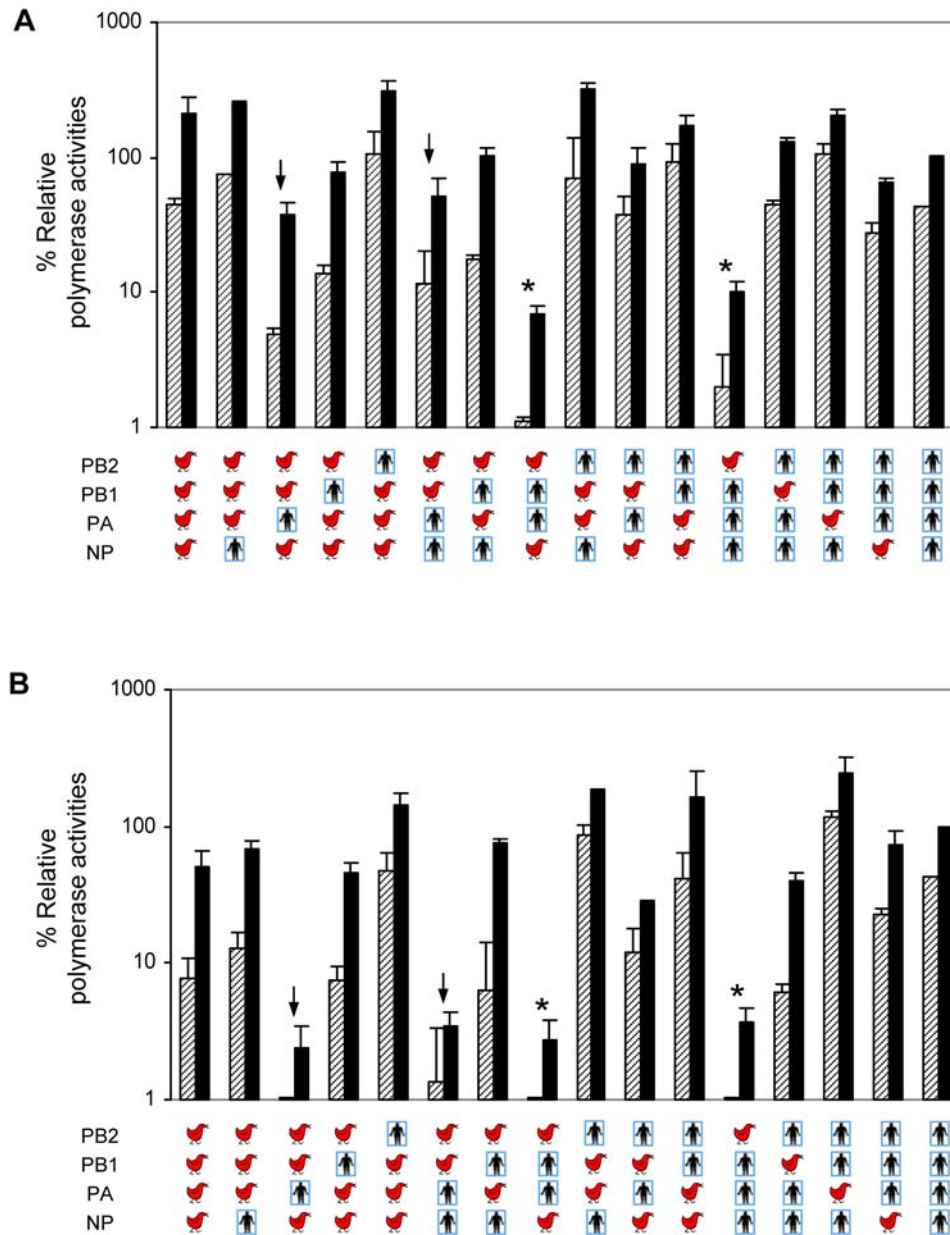 A
1000
100
10
1
% Relative
polymerase activities
*
*
PB2
PB1
PA
NP
B
1000
100
10
1
% Relative
polymerase activities
*
*
PB2
PB1
PA
NP